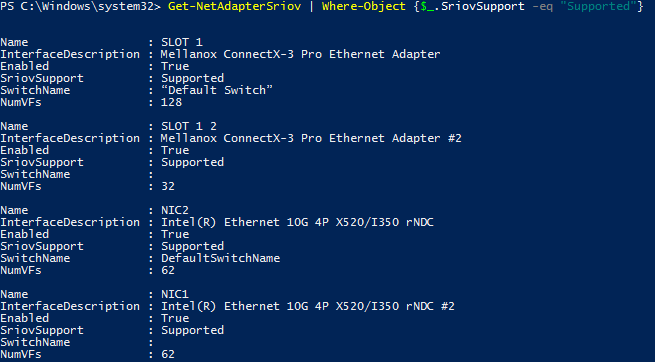 PS C:\Windows\system32> Get-NetAdapterSriov | Where-Object {$_.SriovSupport -eq "Supported"}
Name : SLOT 1
InterfaceDescription : Mellanox ConnectX-3 Pro Ethernet Adapter
Enabled : True
SriovSupport : Supported
SwitchName : “Default Switch”
NumVFs : 128
Name : SLOT 1 2
InterfaceDescription : Mellanox ConnectX-3 Pro Ethernet Adapter #2
Enabled : True
SriovSupport : Supported
SwitchName :
NumVFs : 32
Name : NIC2
InterfaceDescription : Intel(R) Ethernet 10G 4P X520/I350 rNDC
Enabled : True
SriovSupport : Supported
SwitchName : DefaultSwitchName
NumVFs : 62
Name : NIC1
InterfaceDescription : Intel(R) Ethernet 10G 4P X520/I350 rNDC #2
Enabled : True
SriovSupport : Supported
SwitchName :
NumVFs : 62